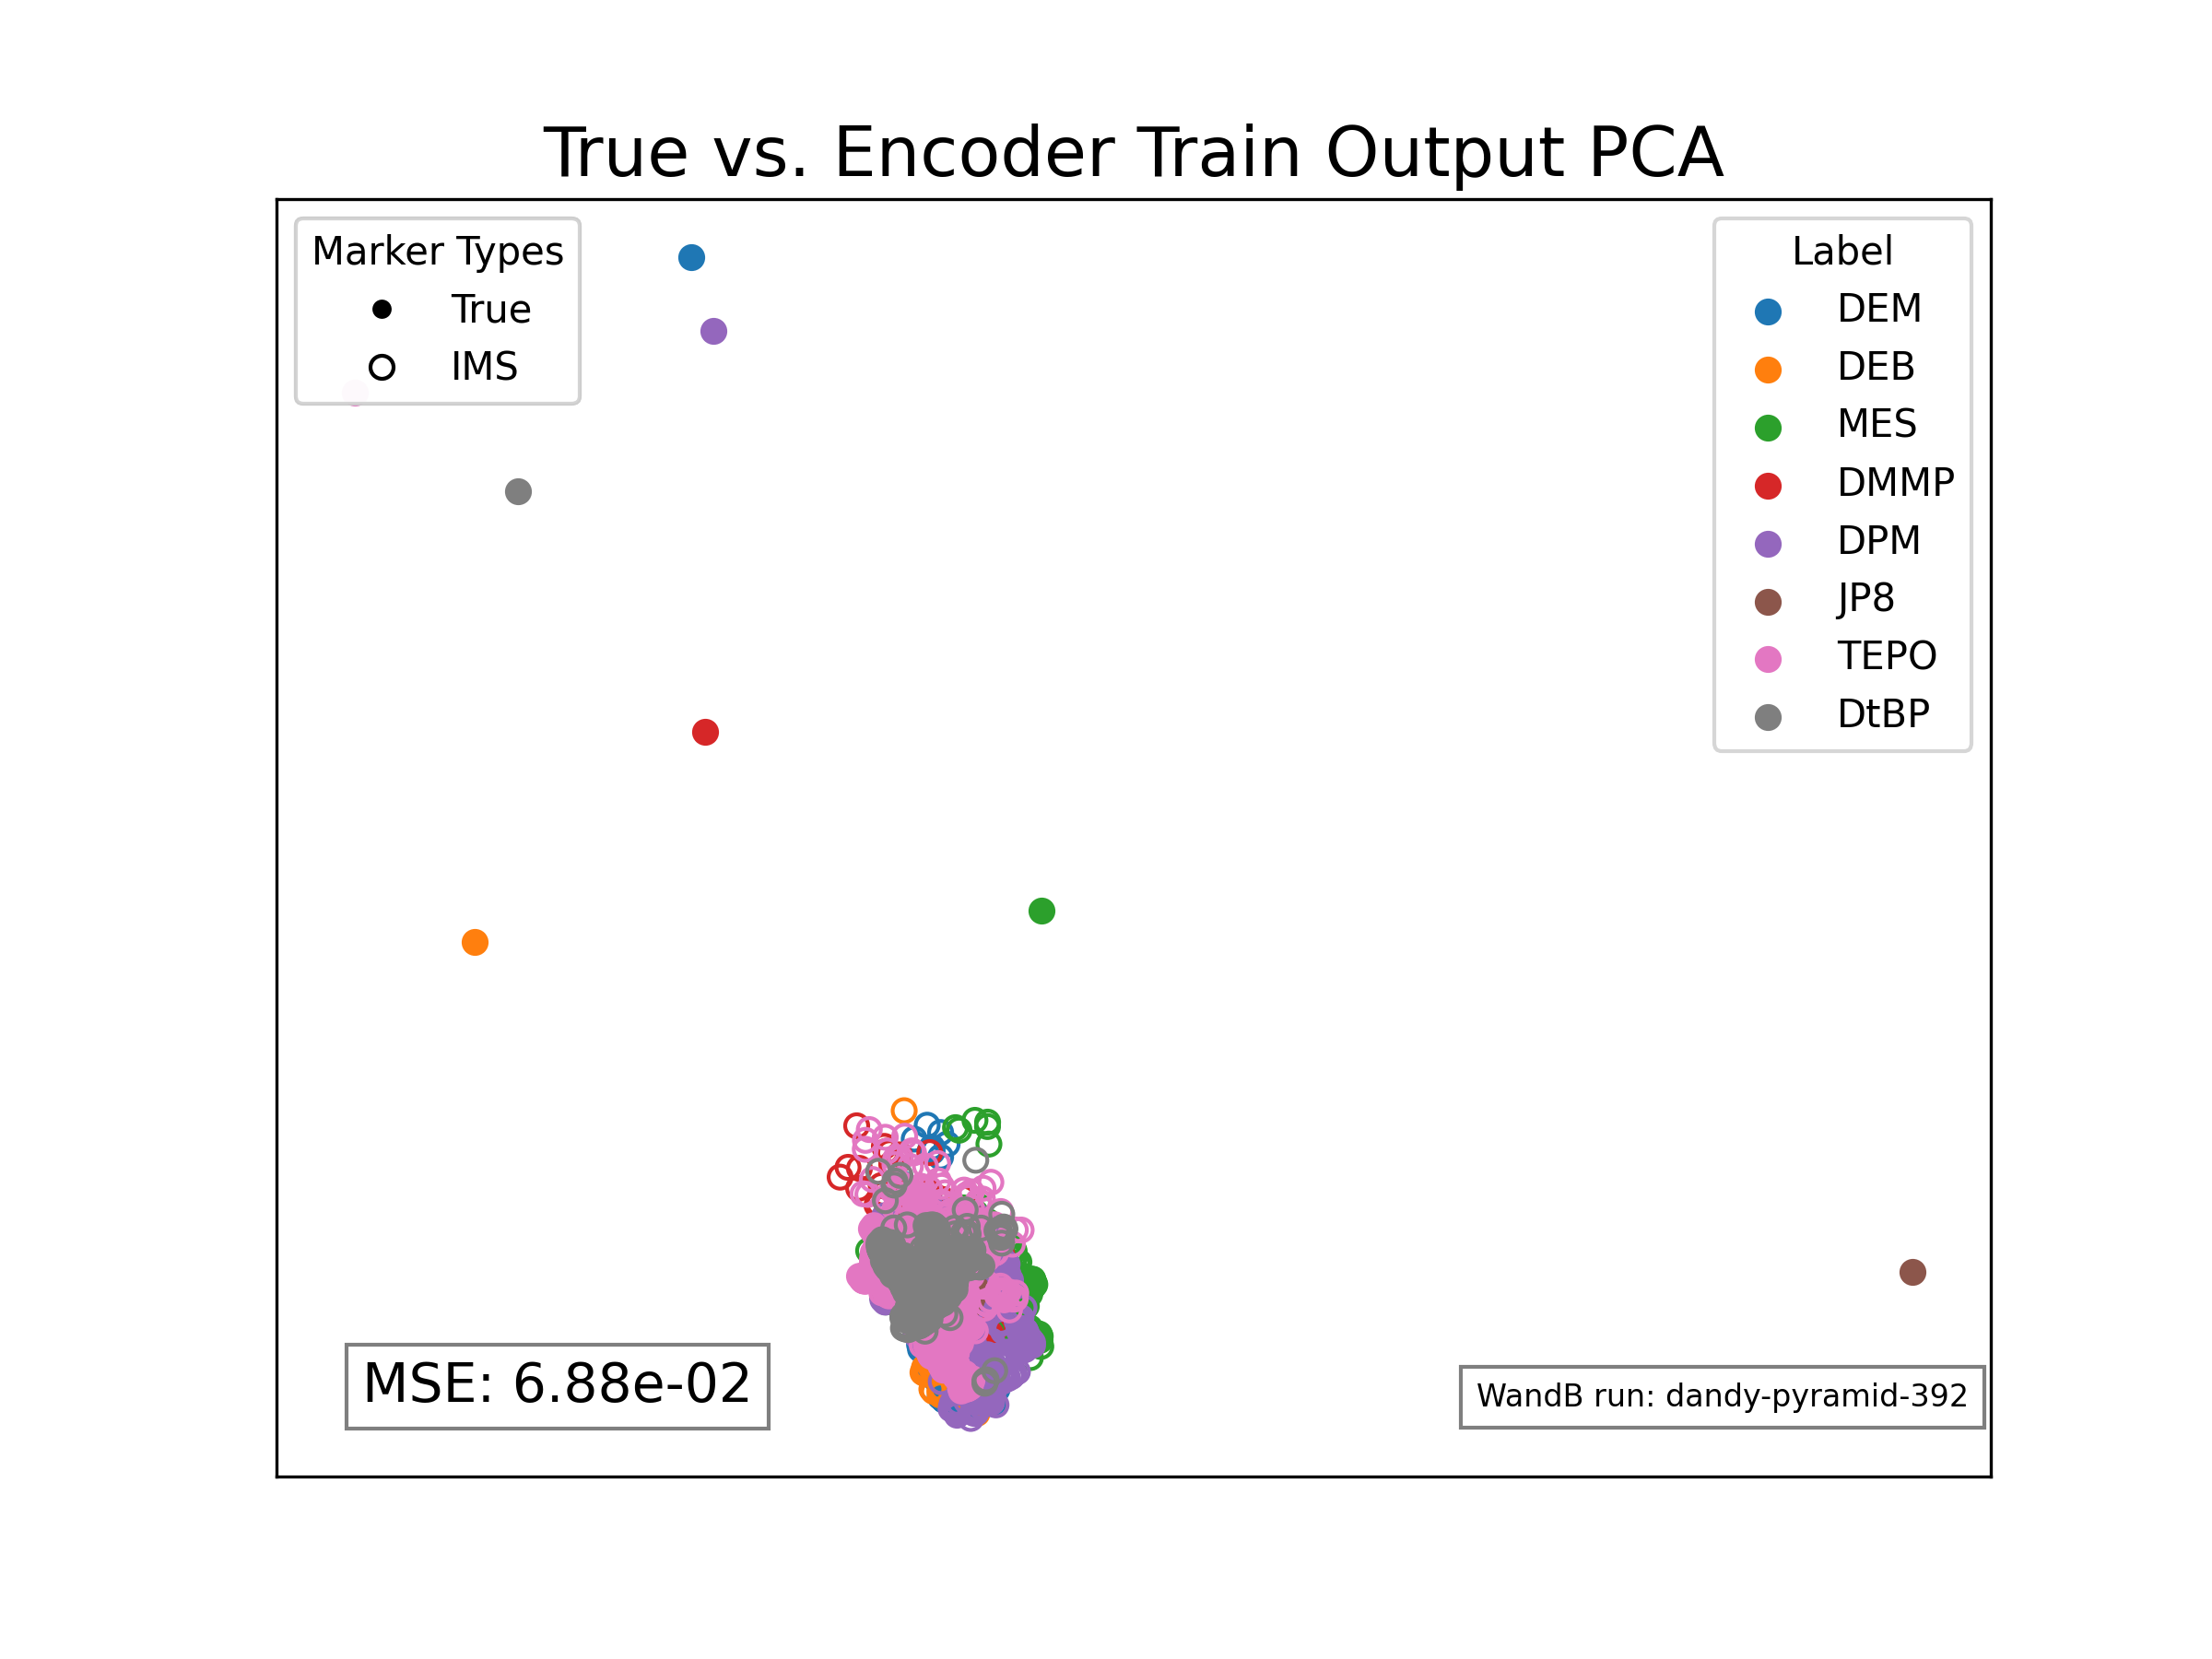 True vs. Encoder Train Output PCA
Marker Types
True
IMS
Label
DEM
DEB
MES
DMMP
DPM
JP8
TEPO
DtBP
MSE: 6.88e-02
WandB run: dandy-pyramid-392